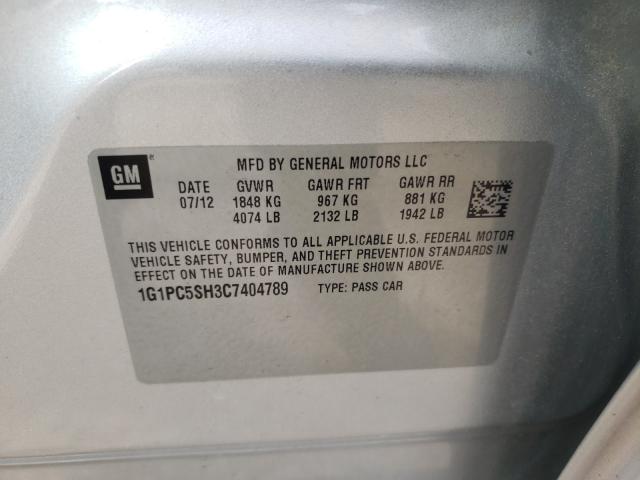 GM
MFD BY GENERAL MOTORS LLC
DATE GVWR GAWR FRT GAWR RR
07/12 1848 KG 967 KG 881 KG
4074 LB 2132 LB 1942 LB
THIS VEHICLE CONFORMS TO ALL APPLICABLE U.S. FEDERAL MOTOR
VEHICLE SAFETY, BUMPER, AND THEFT PREVENTION STANDARDS IN
EFFECT ON THE DATE OF MANUFACTURE SHOWN ABOVE.
1G1PC5SH3C7404789 TYPE: PASS CAR